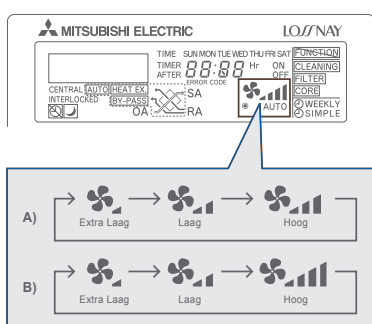 MITSUBISHI ELECTRIC LOSSNAY
TIME SUN MON TUE WED THU FRI SAT FUNCTION
TIMER 88:88 Hr ON CLEANING
AFTER OFF FILTER
ERROR CODE
CENTRAL AUTO HEAT EX. SA CORE
INTERLOCKED BY-PASS AUTO WEEKLY
OA RA SIMPLE
A)
Extra Laag Laag Hoog
B)
Extra Laag Laag Hoog